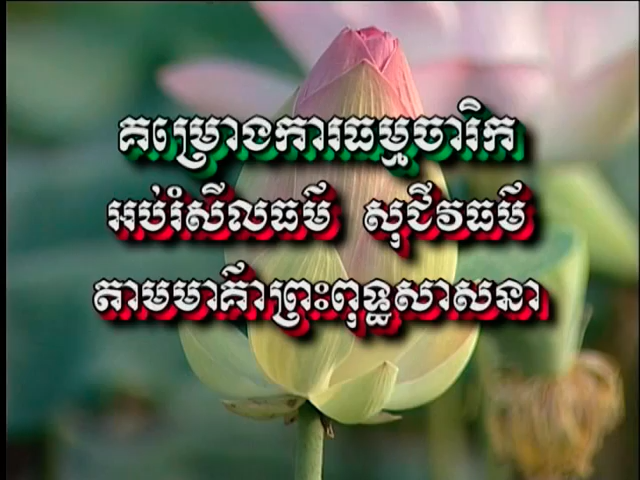 គម្រោងការធម្មចារិក
អប់រំសីលធម៌ សុជីវធម៌
តាមមាគ៌ាព្រះពុទ្ធសាសនា